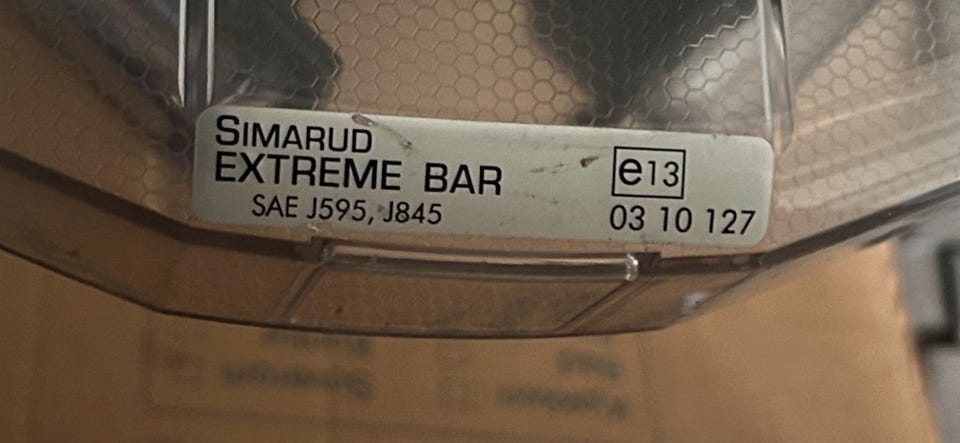 SIMARUD
EXTREME BAR
SAE J595, J845
e13
03 10 127